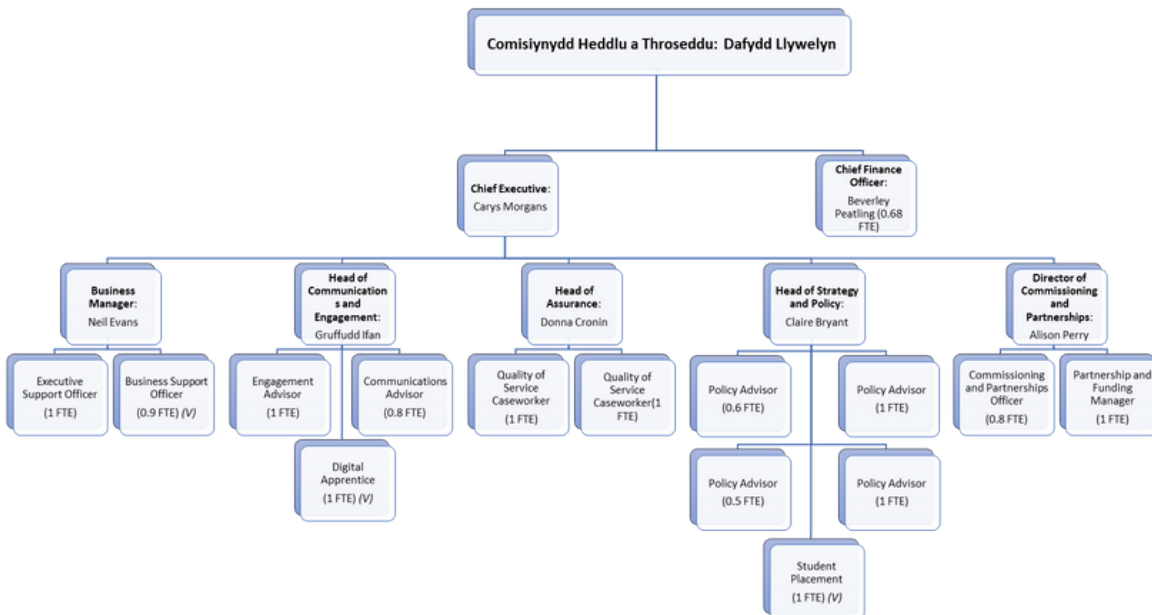 Comisiynydd Heddlu a Throseddu: Dafydd Llywelyn
Chief Executive:
Carys Morgans
Chief Finance
Officer:
Beverley
Peatling (0.68
FTE)
Business
Manager:
Neil Evans
Head of
Communication
s and
Engagement:
Gruffudd Ifan
Head of
Assurance:
Donna Cronin
Head of Strategy
and Policy:
Claire Bryant
Director of
Commissioning
and
Partnerships:
Alison Perry
Executive
Support Officer
(1 FTE)
Business Support
Officer
(0.9 FTE) (V)
Engagement
Advisor
(1 FTE)
Communications
Advisor
(0.8 FTE)
Quality of
Service
Caseworker
(1 FTE)
Quality of
Service
Caseworker(1
FTE)
Policy Advisor
(0.6 FTE)
Policy Advisor
(1 FTE)
Commissioning
and Partnerships
Officer
(0.8 FTE)
Partnership and
Funding
Manager
(1 FTE)
Digital
Apprentice
(1 FTE) (V)
Policy Advisor
(0.5 FTE)
Policy Advisor
(1 FTE)
Student
Placement
(1 FTE) (V)